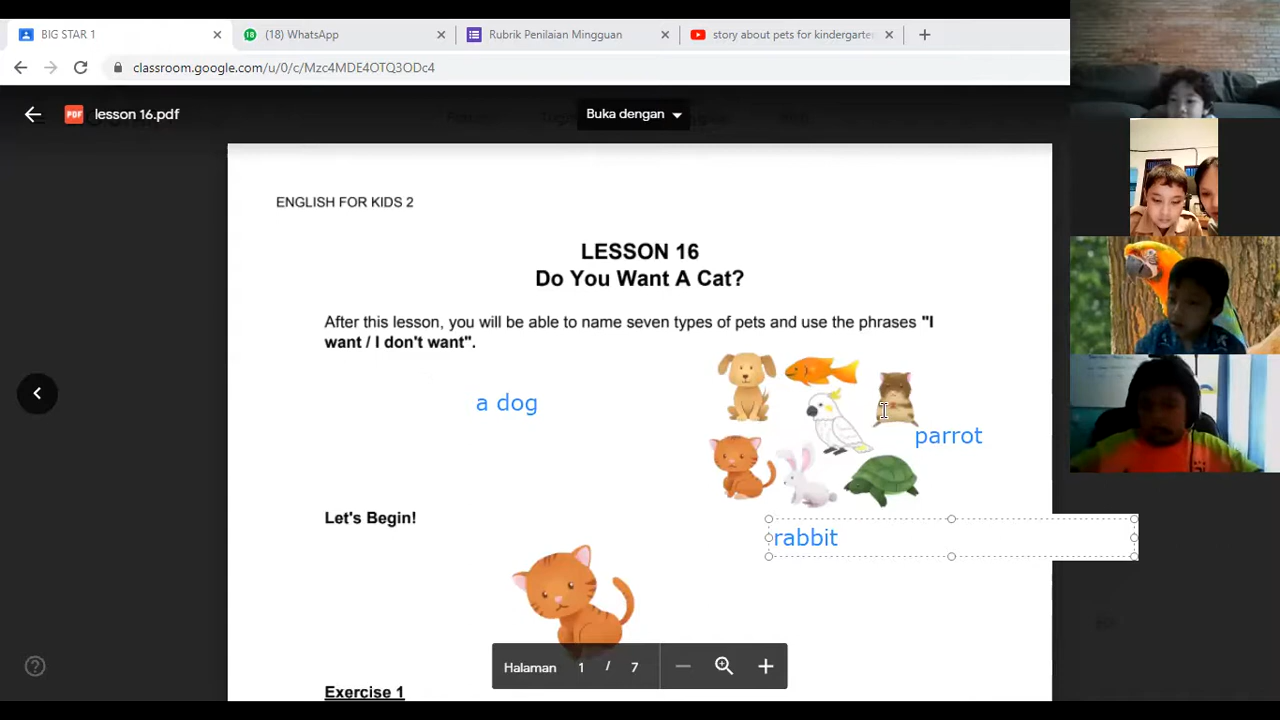 BIG STAR 1
(18) WhatsApp
Rubrik Penilaian Mingguan
story about pets for kindergarte
classroom.google.com/u/0/c/Mzc4MDE4OTQ3ODc4
PDF lesson 16.pdf
Buka dengan
ENGLISH FOR KIDS 2
LESSON 16
Do You Want A Cat?
After this lesson, you will be able to name seven types of pets and use the phrases "I
want / I don't want".
a dog
parrot
Let's Begin!
rabbit
Halaman 1 / 7
Exercise 1